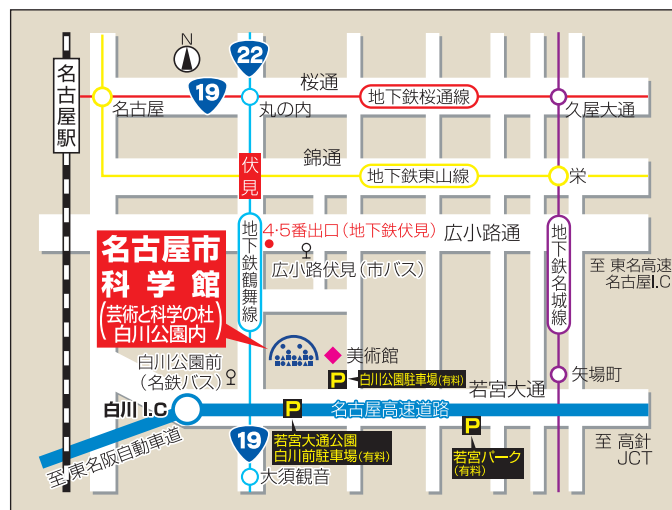 N
22
19
桜通
地下鉄桜通線
名古屋駅
名古屋
丸の内
久屋大通
錦通
伏見
地下鉄東山線
栄
4・5番出口(地下鉄伏見)
広小路通
広小路伏見(市バス)
地下鉄鶴舞線
地下鉄名城線
至 東名高速
名古屋I.C
名古屋市
科学館
(芸術と科学の杜
白川公園内)
美術館
白川公園前
(名鉄バス)
P
白川公園駐車場(有料)
若宮大通
矢場町
白川 I.C
P
名古屋高速道路
至 東名阪自動車道
19
若宮大通公園
白川前駐車場(有料)
P
若宮パーク
(有料)
至 高針
JCT
大須観音